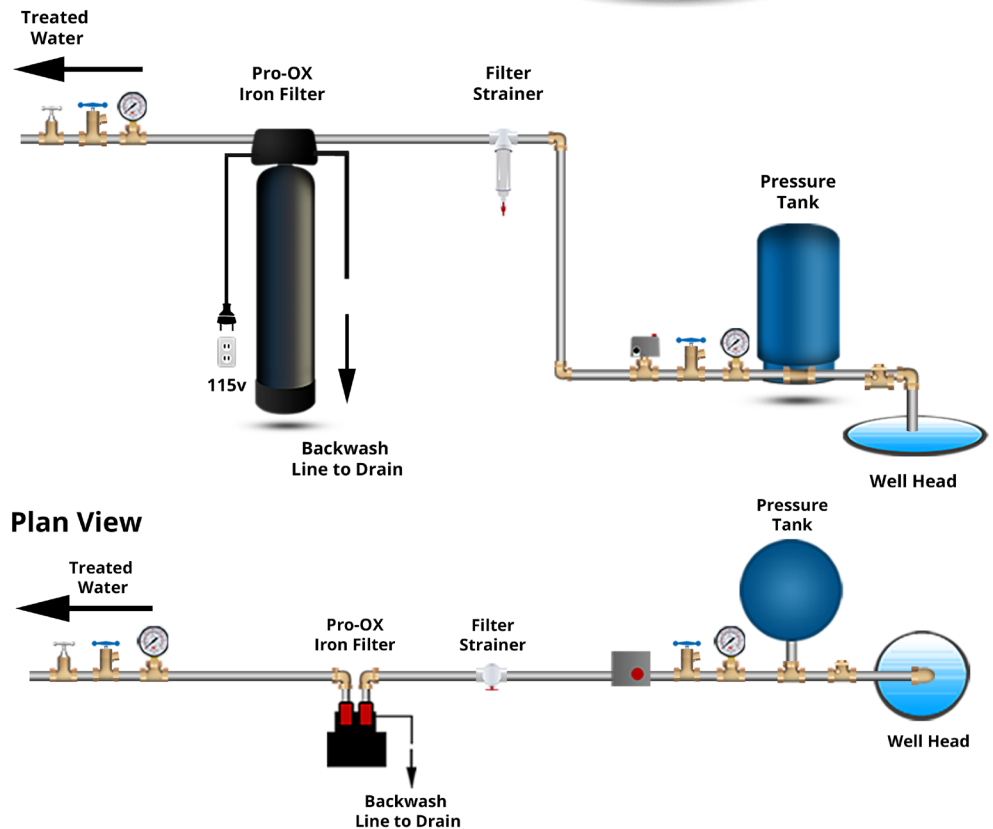 Treated
Water
Pro-OX
Iron Filter
Filter
Strainer
Pressure
Tank
115v
Backwash
Line to Drain
Well Head
Plan View
Pressure
Tank
Treated
Water
Pro-OX
Iron Filter
Filter
Strainer
Well Head
Backwash
Line to Drain